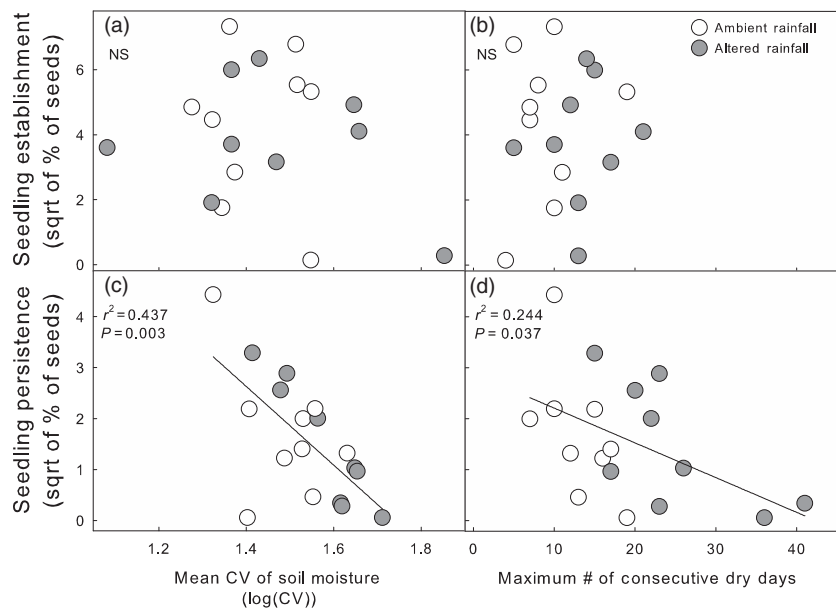 (a)
NS
(b)
NS
Ambient rainfall
Altered rainfall
Seedling establishment
(sqrt of % of seeds)
6
4
2
0
(c)
r² = 0.437
P = 0.003
(d)
r² = 0.244
P = 0.037
Seedling persistence
(sqrt of % of seeds)
4
3
2
1
0
1.2 1.4 1.6 1.8
0 10 20 30 40
Mean CV of soil moisture
(log(CV))
Maximum # of consecutive dry days